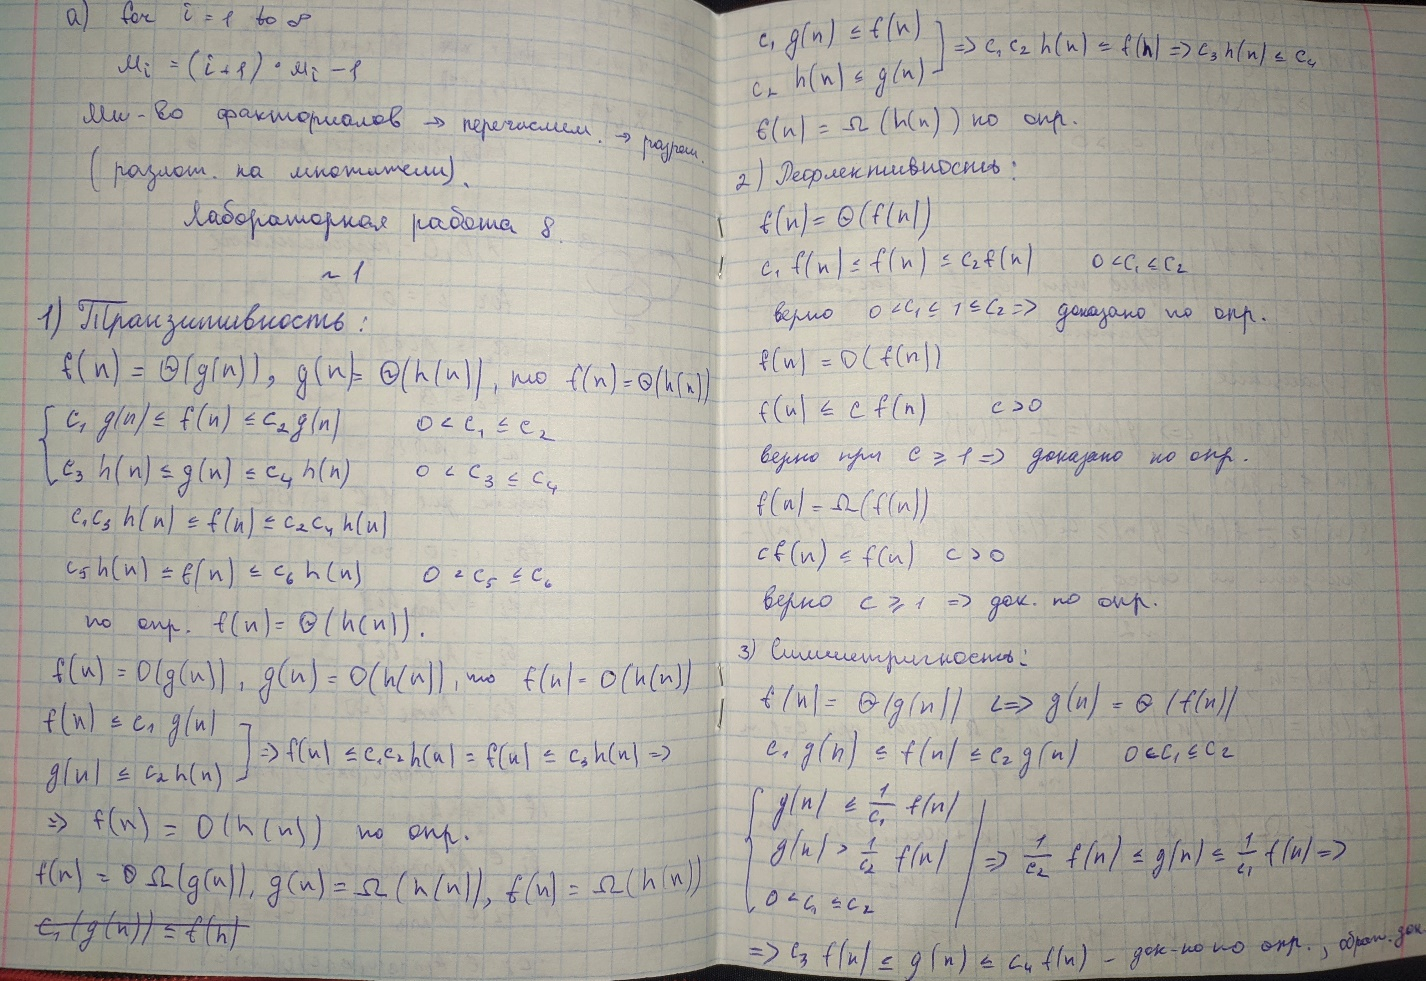 а) for i = 1 to ∞
Mi = (i+1) · Mi - 1
Мн-во факториалов → перечислим. → разреш.
(разлож. на множители).
Лабораторная работа 8.
~ 1
1) Транзитивность:
f(n) = Θ(g(n)), g(n) = Θ(h(n)), то f(n) = Θ(h(n))
c₁ g(n) ≤ f(n) ≤ c₂ g(n) 0 < c₁ ≤ c₂
c₃ h(n) ≤ g(n) ≤ c₄ h(n) 0 < c₃ ≤ c₄
c₁c₃ h(n) ≤ f(n) ≤ c₂c₄ h(n)
c₅ h(n) ≤ f(n) ≤ c₆ h(n) 0 < c₅ ≤ c₆
по опр. f(n) = Θ(h(n)).
f(n) = O(g(n)), g(n) = O(h(n)), то f(n) = O(h(n))
f(n) ≤ c₁ g(n)
g(n) ≤ c₂ h(n)
⇒ f(n) ≤ c₁c₂ h(n) = f(n) ≤ c₃ h(n) ⇒
⇒ f(n) = O(h(n)) по опр.
f(n) = Ω(g(n)), g(n) = Ω(h(n)), f(n) = Ω(h(n))
c₁(g(n)) ≤ f(n)
c₁ g(n) ≤ f(n)
c₂ h(n) ≤ g(n)
⇒ c₁c₂ h(n) ≤ f(n) ⇒ c₃ h(n) ≤ c₄
f(n) = Ω(h(n)) по опр.
2) Рефлективность:
f(n) = Θ(f(n))
c₁ f(n) ≤ f(n) ≤ c₂ f(n) 0 < c₁ ≤ c₂
верно 0 < c₁ ≤ 1 ≤ c₂ ⇒ доказано по опр.
f(n) = O(f(n))
f(n) ≤ c f(n) c > 0
верно при c ≥ 1 ⇒ доказано по опр.
f(n) = Ω(f(n))
cf(n) ≤ f(n) c > 0
верно c ≥ 1 ⇒ док. по опр.
3) Симметричность:
f(n) = Θ(g(n)) <=> g(n) = Θ(f(n))
c₁ g(n) ≤ f(n) ≤ c₂ g(n) 0 < c₁ ≤ c₂
g(n) ≤ 1/c₁ f(n)
g(n) > 1/c₂ f(n)
0 < c₁ ≤ c₂
⇒ 1/c₂ f(n) ≤ g(n) ≤ 1/c₁ f(n) ⇒
⇒ c₃ f(n) ≤ g(n) ≤ c₄ f(n) - док-но по опр., обратн. док.